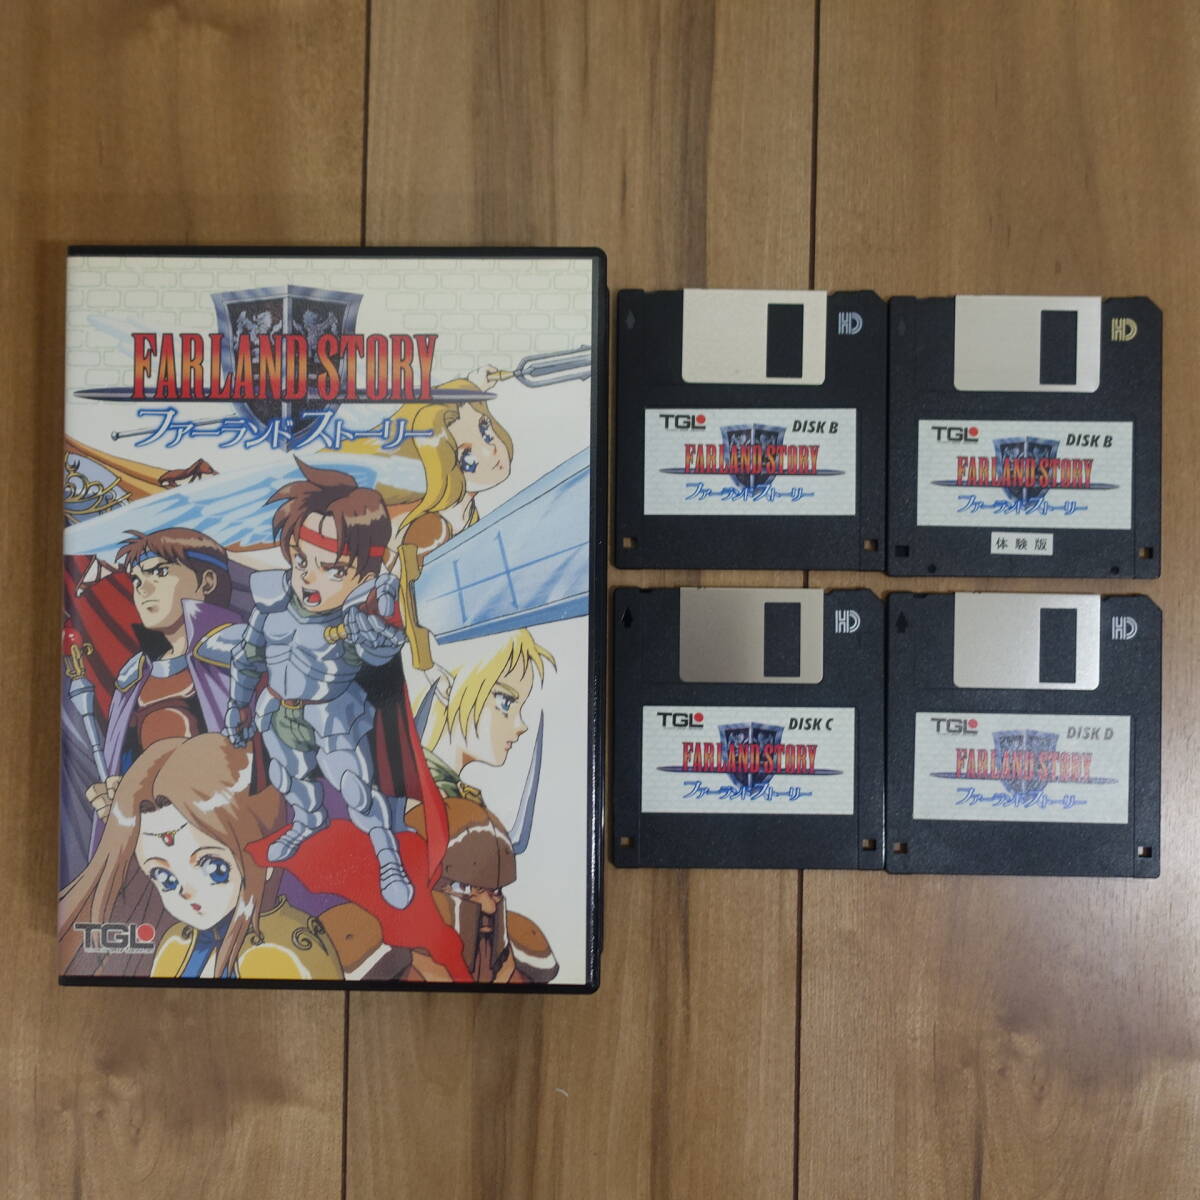 FARLAND STORY
ファーランド ストーリー
TGL
HD
TGL
DISK B
FARLAND STORY
ファーランド ストーリー
HD
TGL
DISK B
FARLAND STORY
ファーランド ストーリー
体験版
HD
TGL
DISK C
FARLAND STORY
ファーランド ストーリー
HD
TGL
DISK D
FARLAND STORY
ファーランド ストーリー